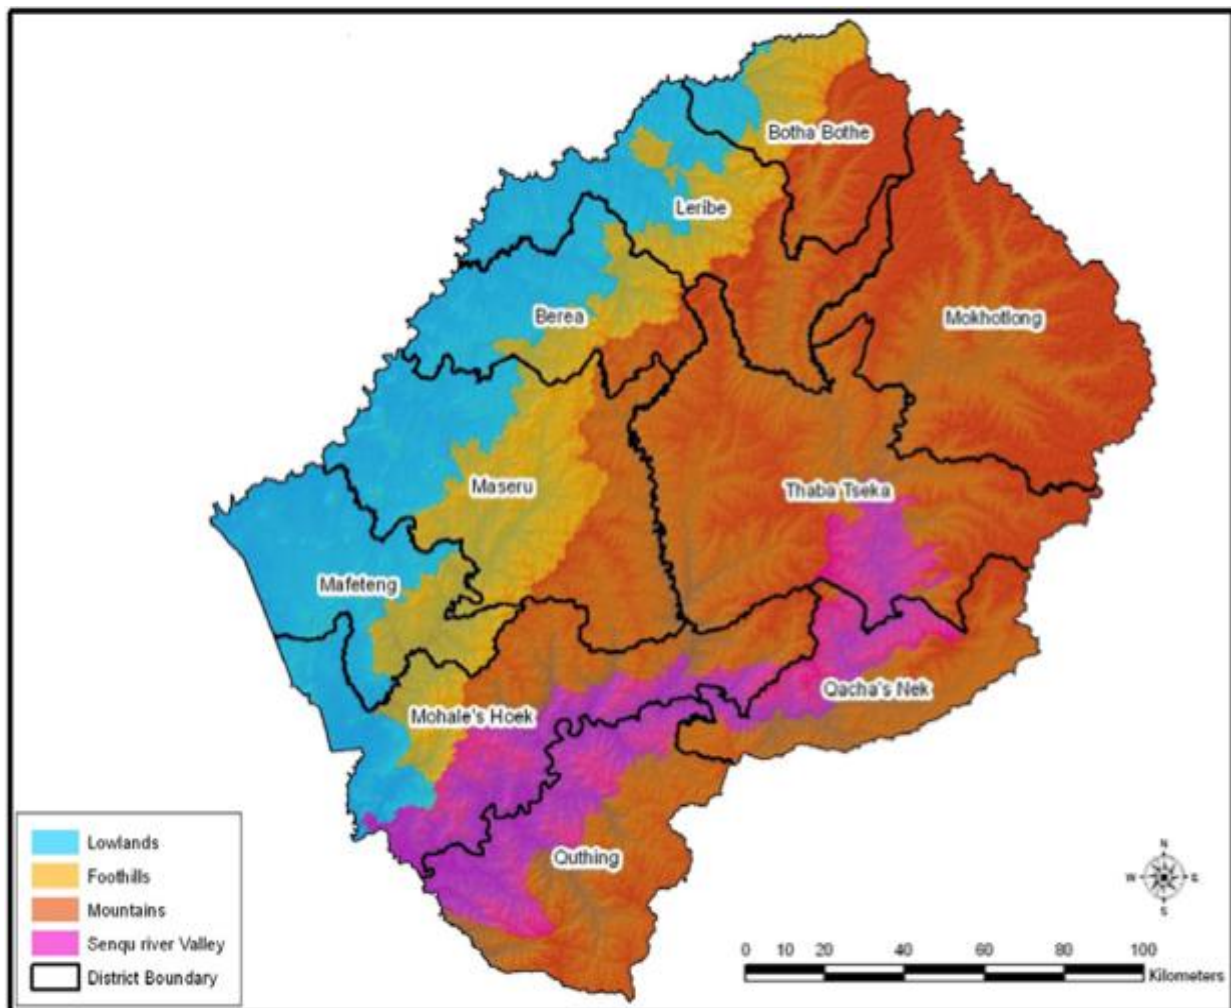 Botha Bothe
Leribe
Berea
Mokhotlong
Maseru
Thaba Tseka
Mafeteng
Qacha's Nek
Mohale's Hoek
Quthing
Lowlands
Foothills
Mountains
Senqu river Valley
District Boundary
N
W E
S
0 10 20 40 60 80 100
Kilometers